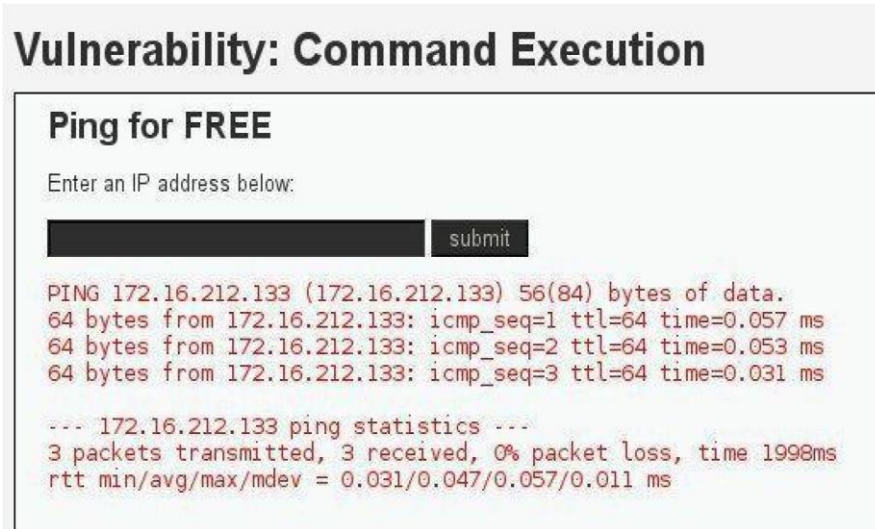 Vulnerability: Command Execution
Ping for FREE
Enter an IP address below:
submit
PING 172.16.212.133 (172.16.212.133) 56(84) bytes of data.
64 bytes from 172.16.212.133: icmp_seq=1 ttl=64 time=0.057 ms
64 bytes from 172.16.212.133: icmp_seq=2 ttl=64 time=0.053 ms
64 bytes from 172.16.212.133: icmp_seq=3 ttl=64 time=0.031 ms
--- 172.16.212.133 ping statistics ---
3 packets transmitted, 3 received, 0% packet loss, time 1998ms
rtt min/avg/max/mdev = 0.031/0.047/0.057/0.011 ms